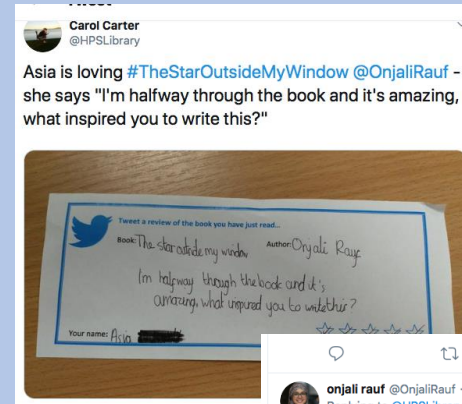 Carol Carter
@HPSLibrary
Asia is loving #TheStarOutsideMyWindow @OnjaliRauf -
she says "I'm halfway through the book and it's amazing,
what inspired you to write this?"
Tweet a review of the book you have just read...
Book: The star outside my window Author: Onjali Rauf
Im halfway through the book and it's
amazing, what inspired you to write this?
Your name: Asia
onjali rauf @OnjaliRauf